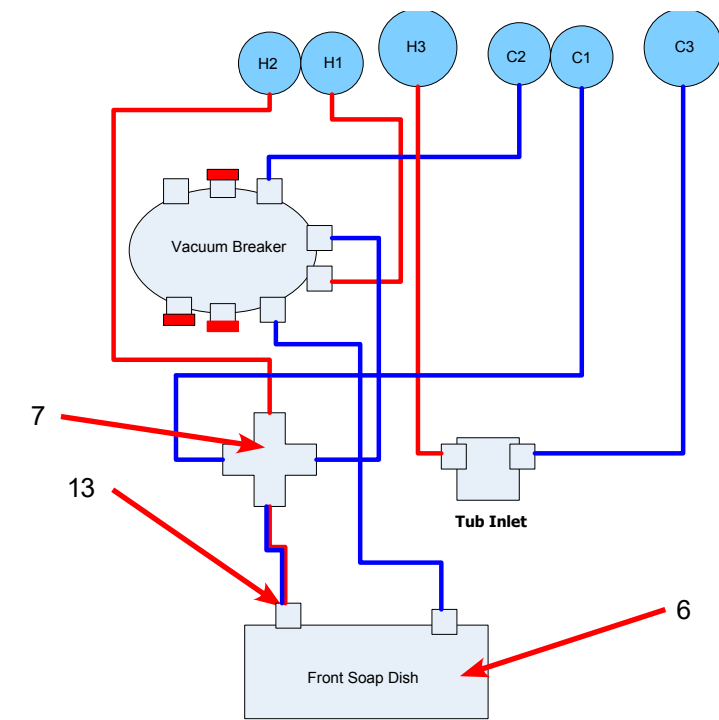 H2
H1
H3
C2
C1
C3
Vacuum Breaker
7
13
Tub Inlet
6
Front Soap Dish